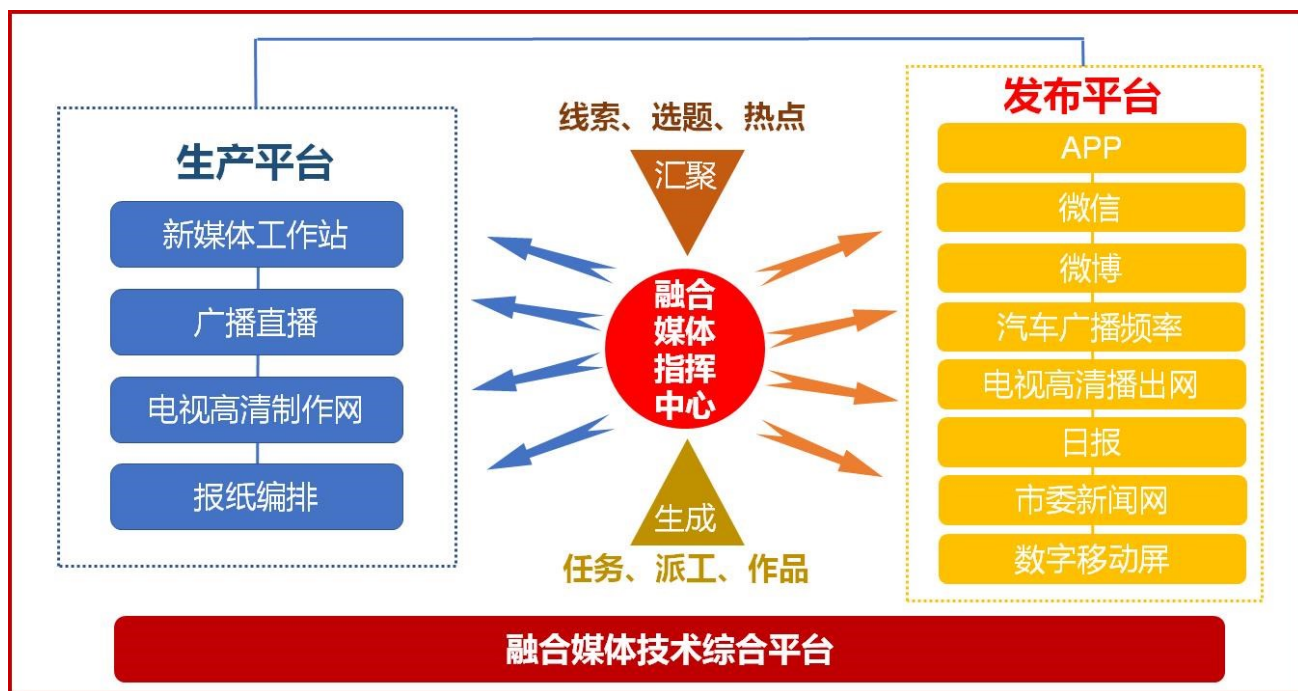 生产平台
新媒体工作站
广播直播
电视高清制作网
报纸编排
线索、选题、热点
汇聚
融合
媒体
指挥
中心
生成
任务、派工、作品
发布平台
APP
微信
微博
汽车广播频率
电视高清播出网
日报
市委新闻网
数字移动屏
融合媒体技术综合平台